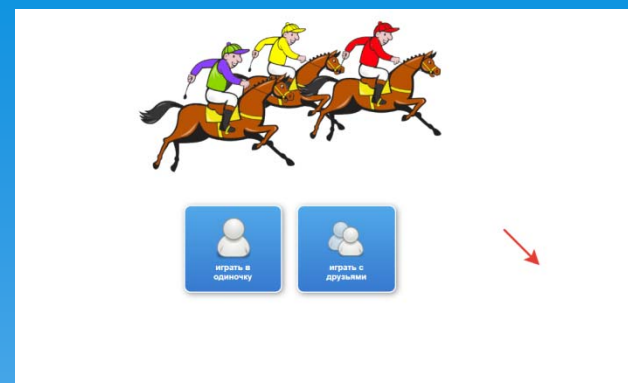 играть в
одиночку
играть с
друзьями